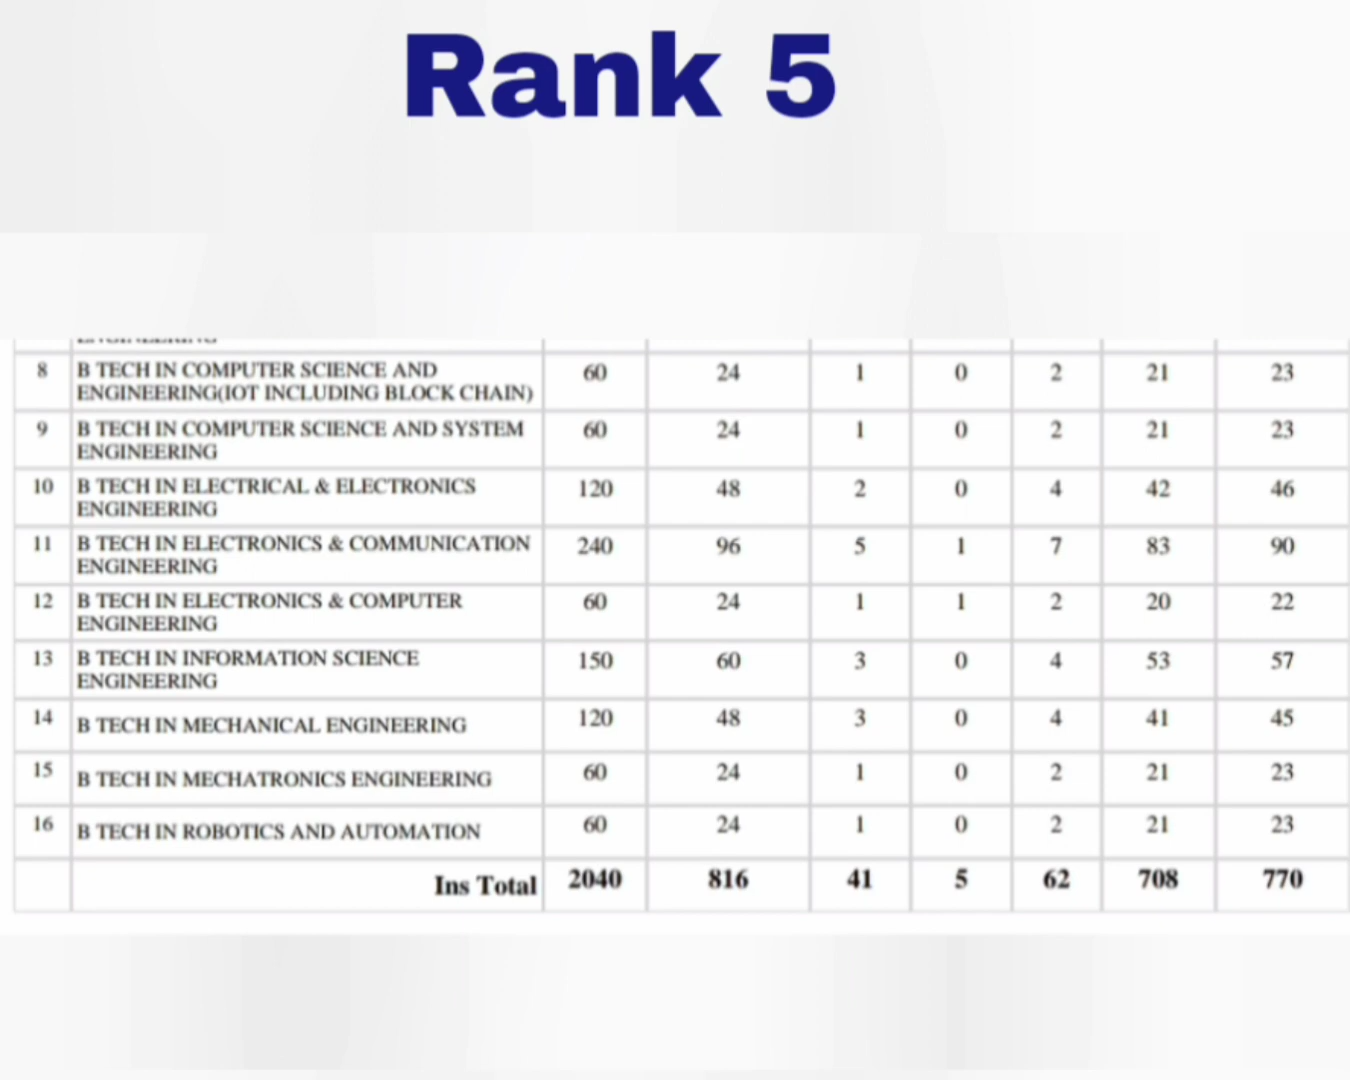 Rank 5
ENGINEERING
8 B TECH IN COMPUTER SCIENCE AND 60 24 1 0 2 21 23
ENGINEERING(IOT INCLUDING BLOCK CHAIN)
9 B TECH IN COMPUTER SCIENCE AND SYSTEM 60 24 1 0 2 21 23
ENGINEERING
10 B TECH IN ELECTRICAL & ELECTRONICS 120 48 2 0 4 42 46
ENGINEERING
11 B TECH IN ELECTRONICS & COMMUNICATION 240 96 5 1 7 83 90
ENGINEERING
12 B TECH IN ELECTRONICS & COMPUTER 60 24 1 1 2 20 22
ENGINEERING
13 B TECH IN INFORMATION SCIENCE 150 60 3 0 4 53 57
ENGINEERING
14 B TECH IN MECHANICAL ENGINEERING 120 48 3 0 4 41 45
15 B TECH IN MECHATRONICS ENGINEERING 60 24 1 0 2 21 23
16 B TECH IN ROBOTICS AND AUTOMATION 60 24 1 0 2 21 23
Ins Total 2040 816 41 5 62 708 770